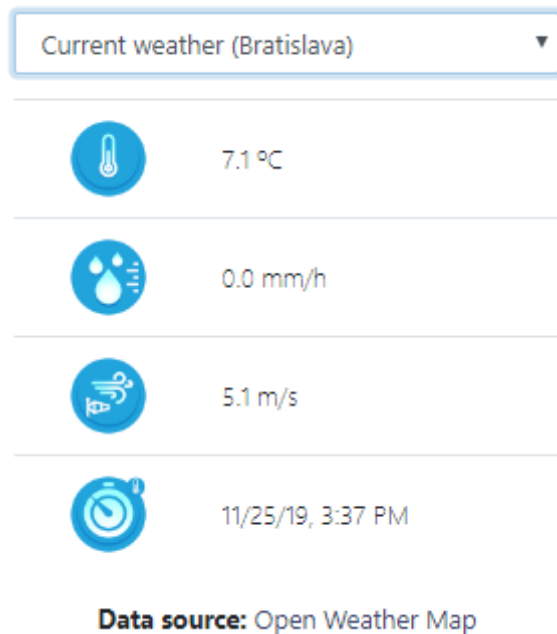 Current weather (Bratislava)
7.1 ºC
0.0 mm/h
5.1 m/s
11/25/19, 3:37 PM
Data source: Open Weather Map